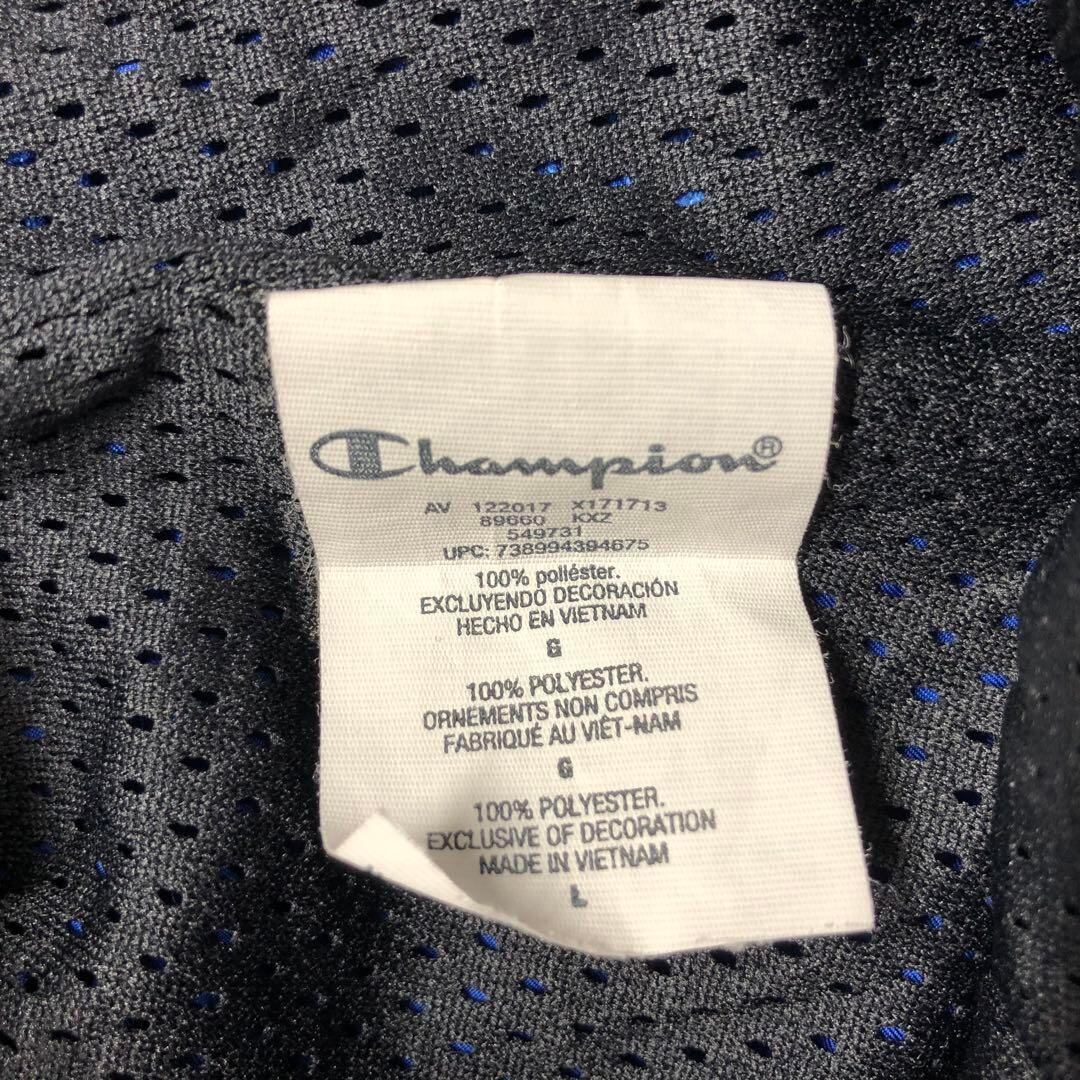 Champion®
AV 122017 X171713
89660 KXZ
549731
UPC: 738994394675
100% poliéster.
EXCLUYENDO DECORACIÓN
HECHO EN VIETNAM
G
100% POLYESTER.
ORNEMENTS NON COMPRIS
FABRIQUÉ AU VIÊT-NAM
G
100% POLYESTER.
EXCLUSIVE OF DECORATION
MADE IN VIETNAM
L